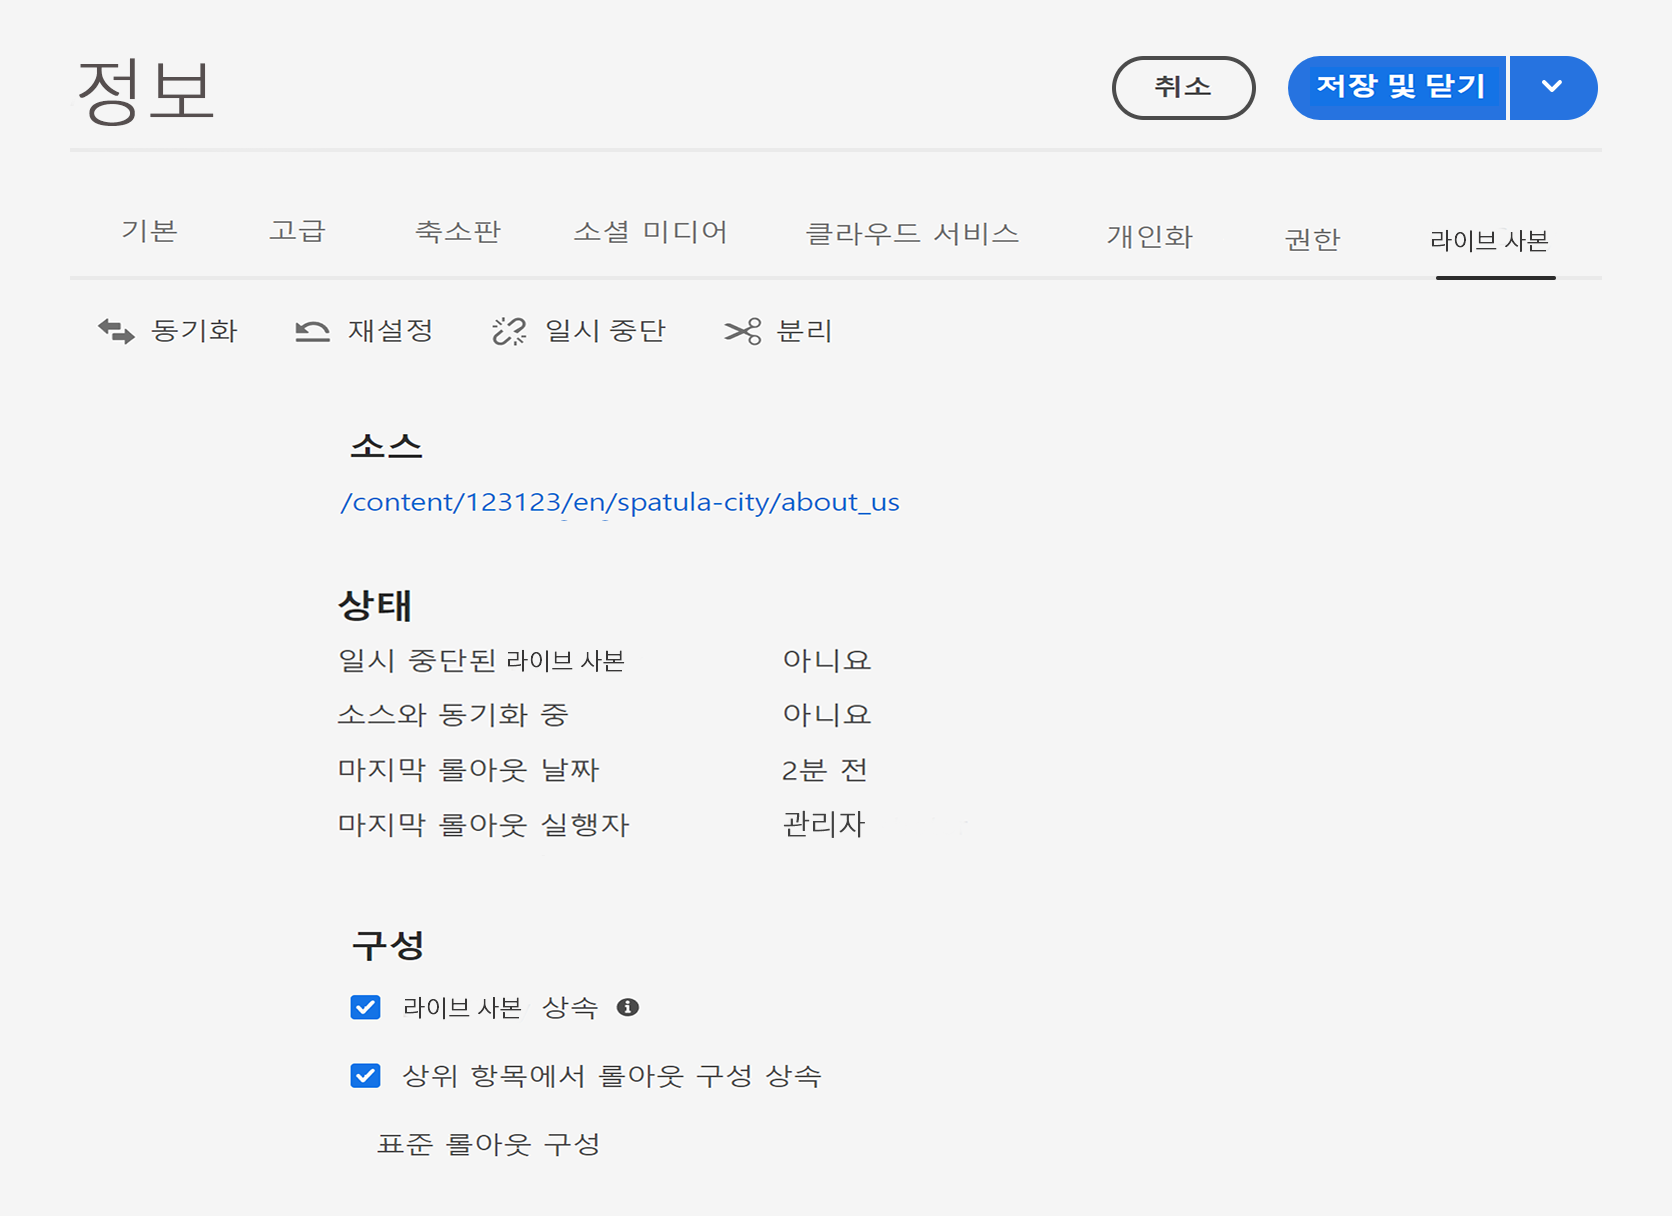 정보
취소 저장 및 닫기
기본 고급 축소판 소셜 미디어 클라우드 서비스 개인화 권한 라이브 사본
동기화 재설정 일시 중단 분리
소스
/content/123123/en/spatula-city/about_us
상태
일시 중단된 라이브 사본 아니요
소스와 동기화 중 아니요
마지막 롤아웃 날짜 2분 전
마지막 롤아웃 실행자 관리자
구성
라이브 사본 상속
상위 항목에서 롤아웃 구성 상속
표준 롤아웃 구성